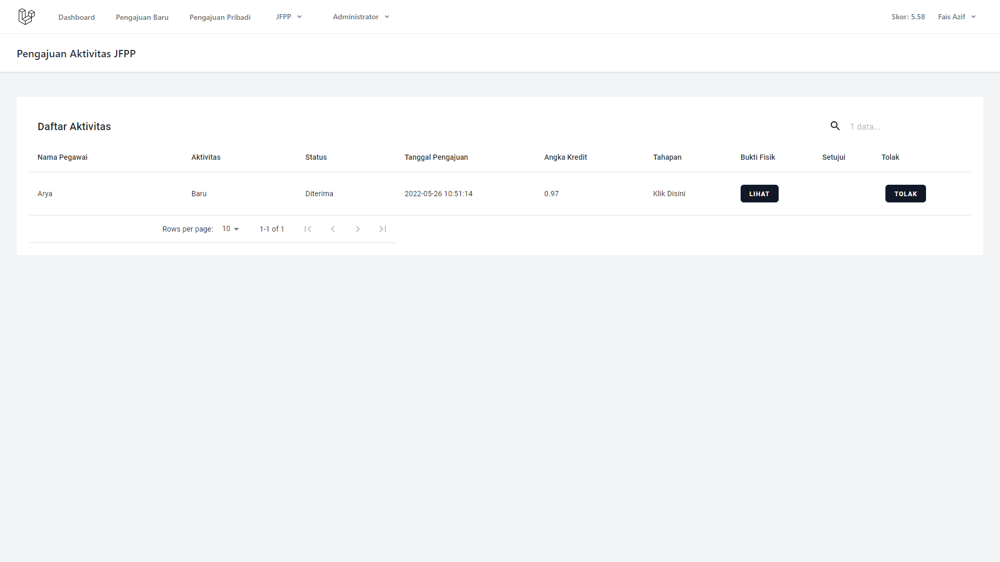 Dashboard Pengajuan Baru Pengajuan Pribadi JFPP Administrator Skor: 5.58 Fais Azif
Pengajuan Aktivitas JFPP
Daftar Aktivitas 1 data...
Nama Pegawai Aktivitas Status Tanggal Pengajuan Angka Kredit Tahapan Bukti Fisik Setujui Tolak
Arya Baru Diterima 2022-05-26 10:51:14 0.97 Klik Disini LIHAT TOLAK
Rows per page: 10 1-1 of 1